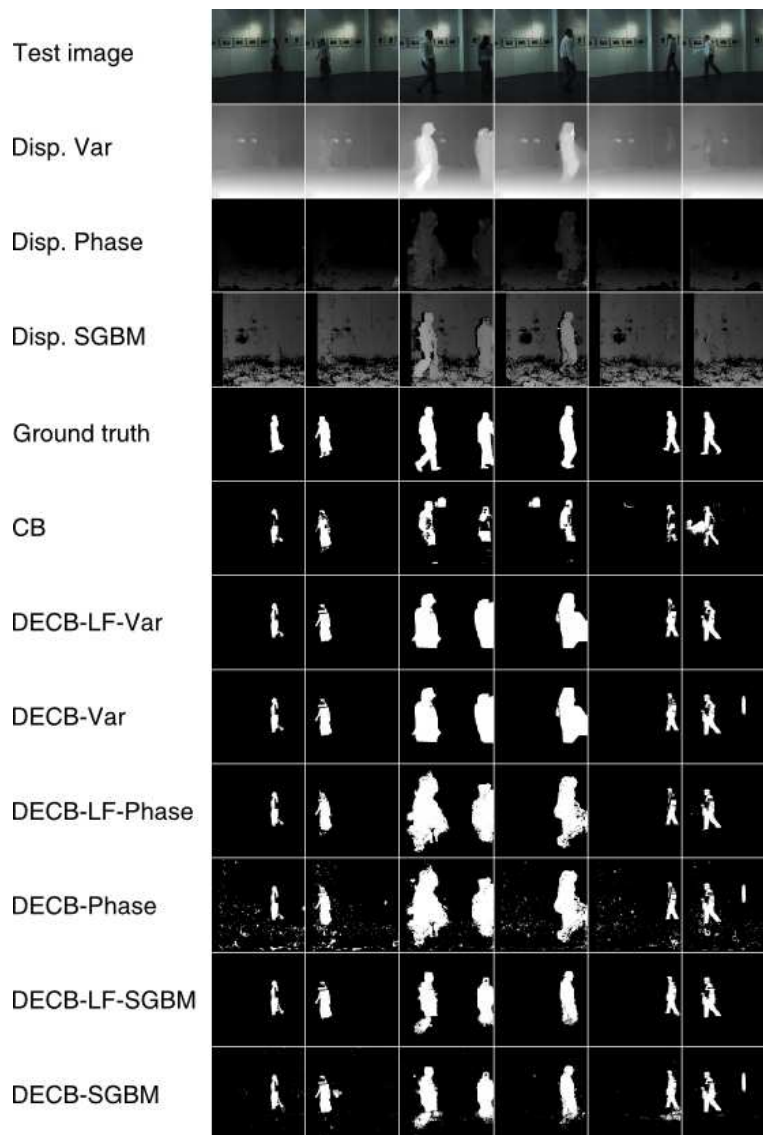 Test image
Disp. Var
Disp. Phase
Disp. SGBM
Ground truth
CB
DECB-LF-Var
DECB-Var
DECB-LF-Phase
DECB-Phase
DECB-LF-SGBM
DECB-SGBM